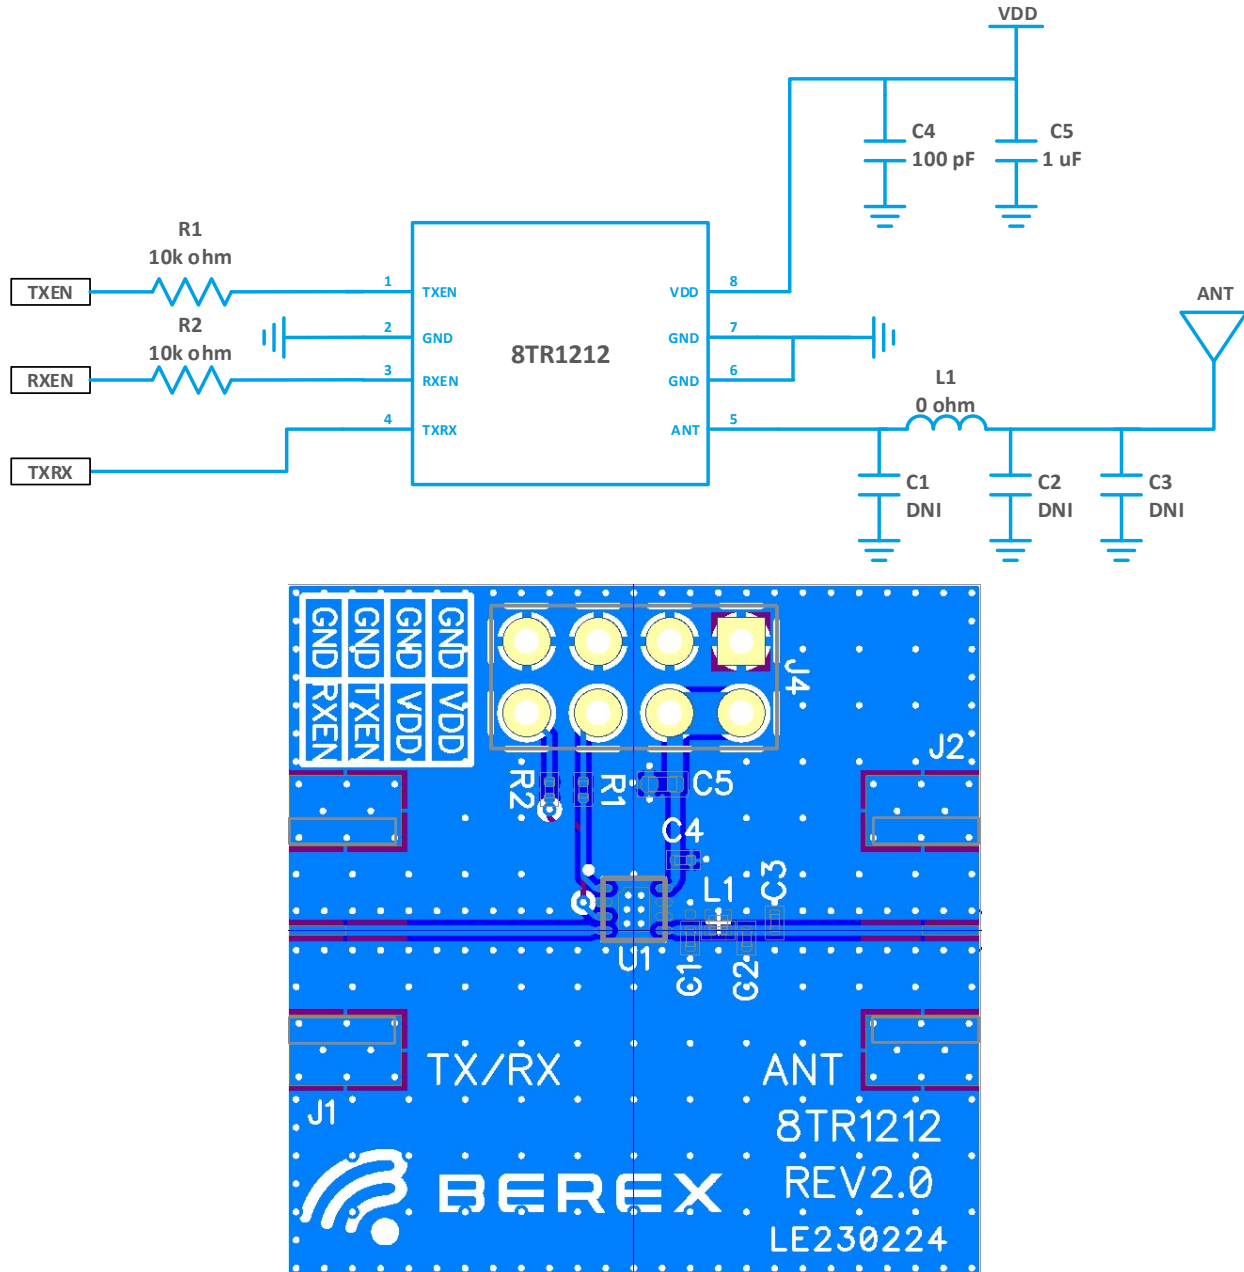 VDD
C4
100 pF
C5
1 uF
R1
10k ohm
TXEN
1
TXEN
VDD
8
ANT
R2
10k ohm
2
GND
8TR1212
GND
7
RXEN
3
RXEN
GND
6
L1
0 ohm
4
TXRX
ANT
5
TXRX
C1
DNI
C2
DNI
C3
DNI
GND GND GND GND
RXEN TXEN VDD VDD
J4
J2
R2
R1
C5
C4
L1
C3
U1
C1
C2
TX/RX
ANT
J1
8TR1212
BEREX
REV2.0
LE230224